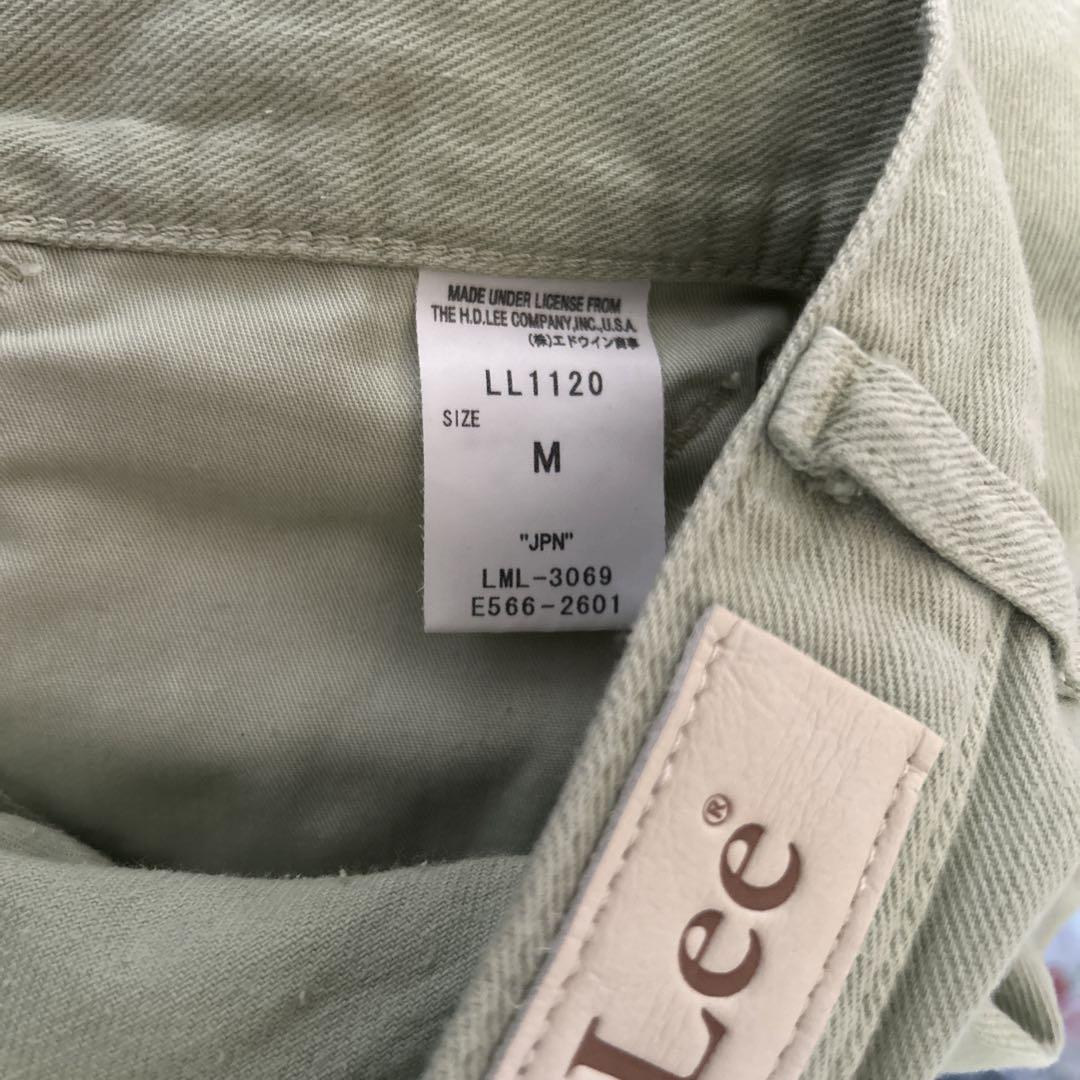 MADE UNDER LICENSE FROM
THE H.D.LEE COMPANY,INC.,U.S.A.
(株)エドウイン商事
LL1120
SIZE
M
"JPN"
LML-3069
E566-2601
Lee®